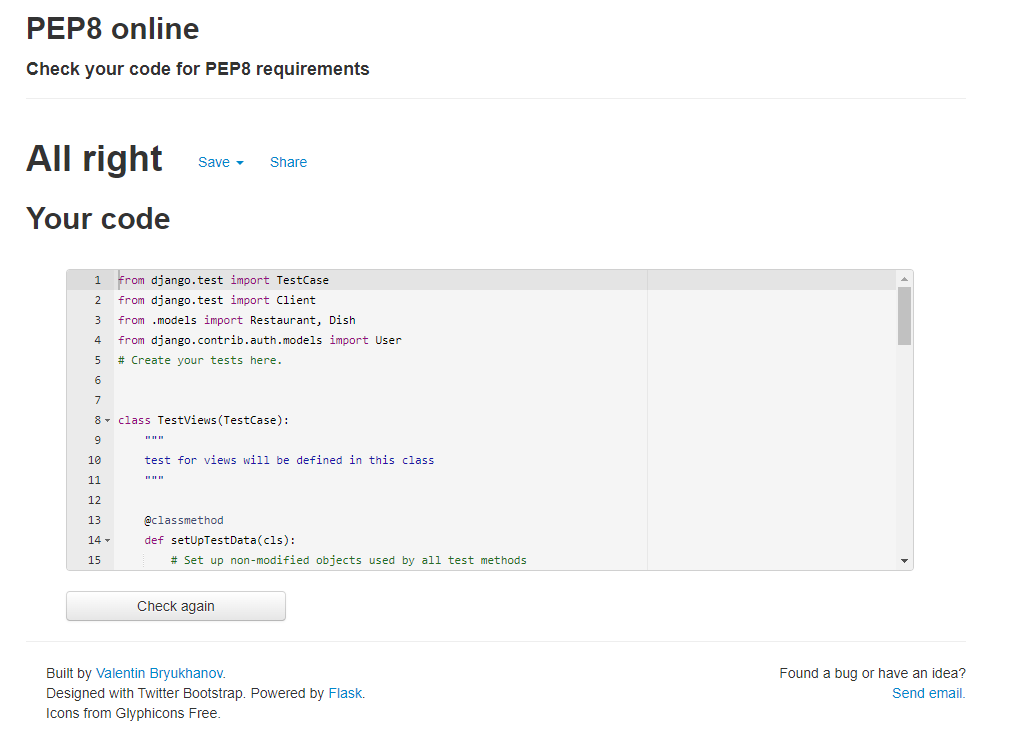 PEP8 online
Check your code for PEP8 requirements
All right Save Share
Your code
1 from django.test import TestCase
2 from django.test import Client
3 from .models import Restaurant, Dish
4 from django.contrib.auth.models import User
5 # Create your tests here.
6
7
8 class TestViews(TestCase):
9     """
10     test for views will be defined in this class
11     """
12
13     @classmethod
14     def setUpTestData(cls):
15         # Set up non-modified objects used by all test methods
Check again
Built by Valentin Bryukhanov.
Designed with Twitter Bootstrap. Powered by Flask.
Icons from Glyphicons Free.
Found a bug or have an idea?
Send email.